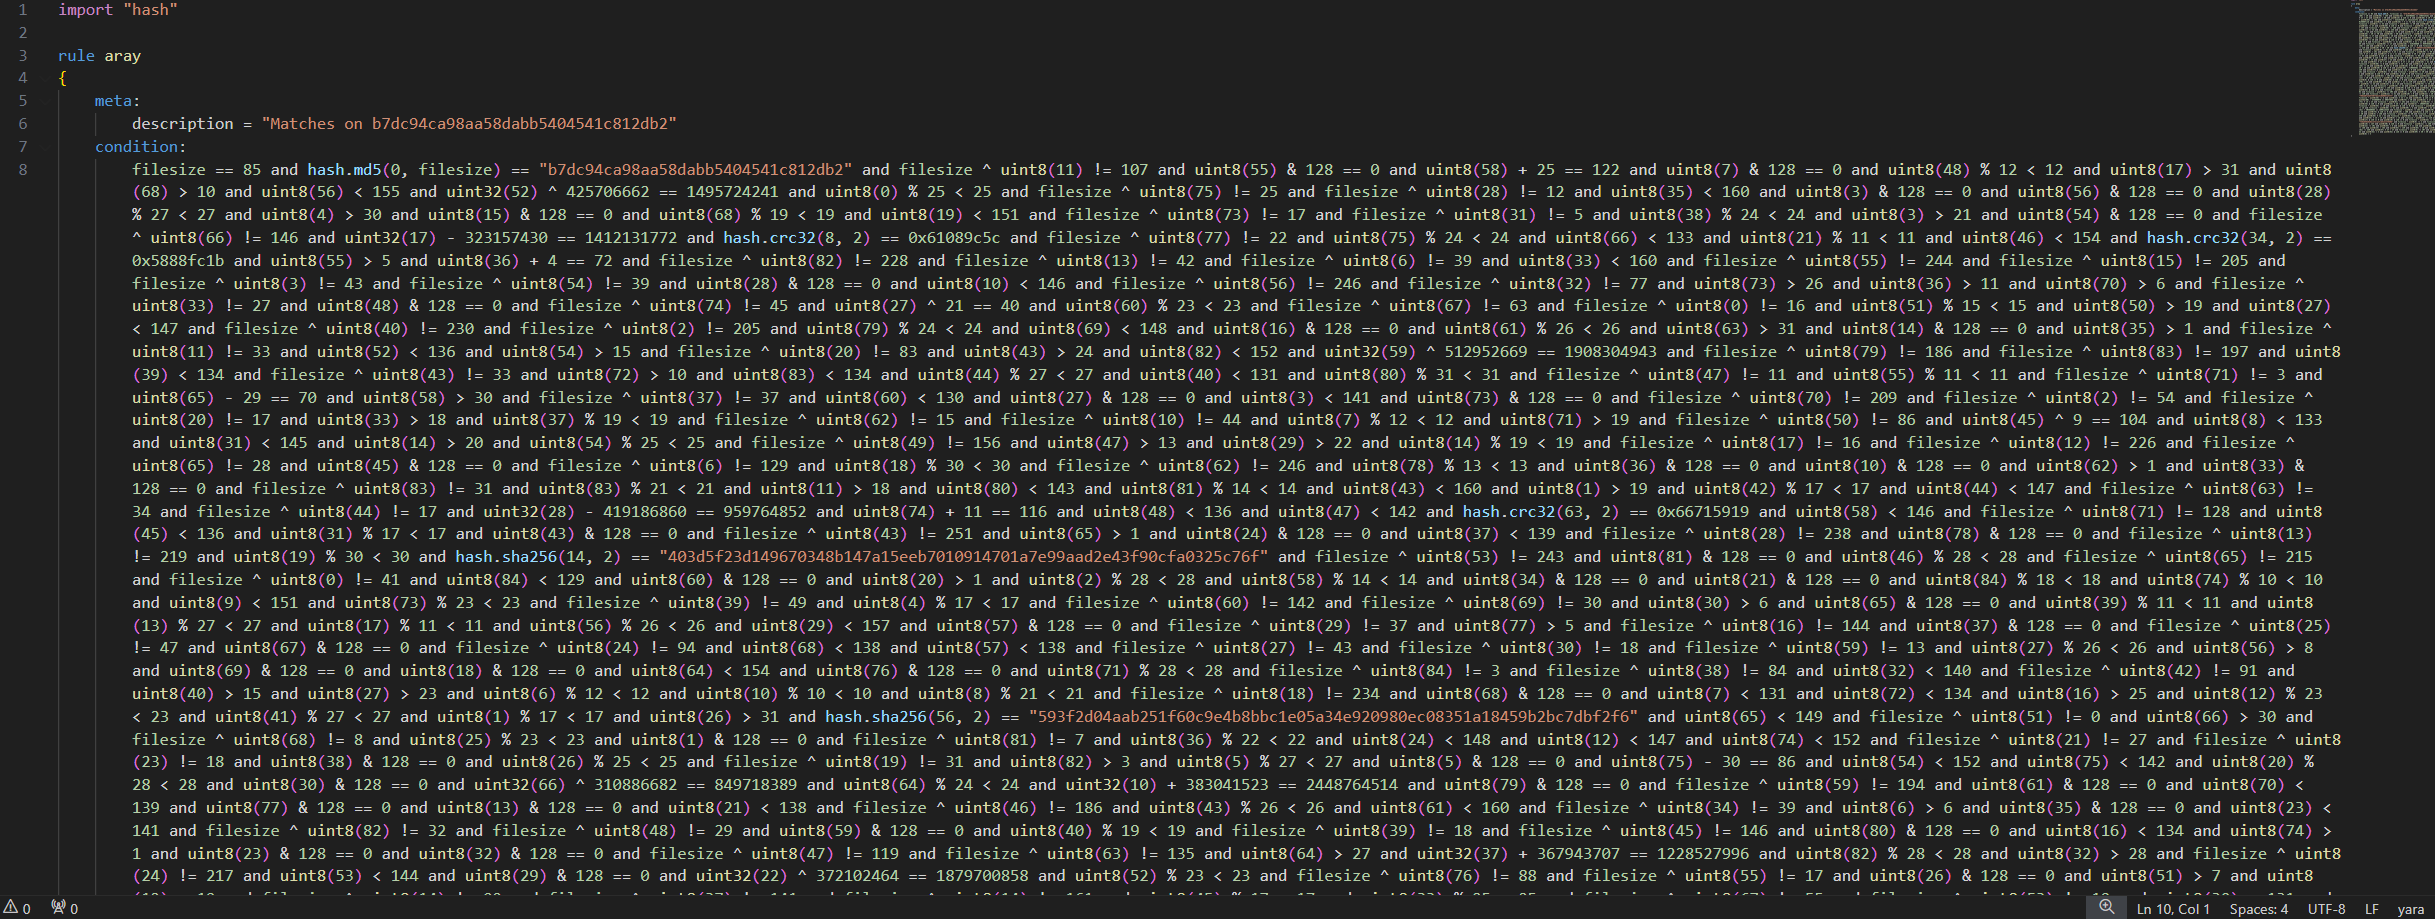 1 import "hash"
2
3 rule aray
4 {
5 meta:
6 description = "Matches on b7dc94ca98aa58dabb5404541c812db2"
7 condition:
8 filesize == 85 and hash.md5(0, filesize) == "b7dc94ca98aa58dabb5404541c812db2" and filesize ^ uint8(11) != 107 and uint8(55) & 128 == 0 and uint8(58) + 25 == 122 and uint8(7) & 128 == 0 and uint8(48) % 12 < 12 and uint8(17) > 31 and uint8
(68) > 10 and uint8(56) < 155 and uint32(52) ^ 425706662 == 1495724241 and uint8(0) % 25 < 25 and filesize ^ uint8(75) != 25 and filesize ^ uint8(28) != 12 and uint8(35) < 160 and uint8(3) & 128 == 0 and uint8(56) & 128 == 0 and uint8(28)
% 27 < 27 and uint8(4) > 30 and uint8(15) & 128 == 0 and uint8(68) % 19 < 19 and uint8(19) < 151 and filesize ^ uint8(73) != 17 and filesize ^ uint8(31) != 5 and uint8(38) % 24 < 24 and uint8(3) > 21 and uint8(54) & 128 == 0 and filesize
^ uint8(66) != 146 and uint32(17) - 323157430 == 1412131772 and hash.crc32(8, 2) == 0x61089c5c and filesize ^ uint8(77) != 22 and uint8(75) % 24 < 24 and uint8(66) < 133 and uint8(21) % 11 < 11 and uint8(46) < 154 and hash.crc32(34, 2) ==
0x5888fc1b and uint8(55) > 5 and uint8(36) + 4 == 72 and filesize ^ uint8(82) != 228 and filesize ^ uint8(13) != 42 and filesize ^ uint8(6) != 39 and uint8(33) < 160 and filesize ^ uint8(55) != 244 and filesize ^ uint8(15) != 205 and
filesize ^ uint8(3) != 43 and filesize ^ uint8(54) != 39 and uint8(28) & 128 == 0 and uint8(10) < 146 and filesize ^ uint8(56) != 246 and filesize ^ uint8(32) != 77 and uint8(73) > 26 and uint8(36) > 11 and uint8(70) > 6 and filesize ^
uint8(33) != 27 and uint8(48) & 128 == 0 and filesize ^ uint8(74) != 45 and uint8(27) ^ 21 == 40 and uint8(60) % 23 < 23 and filesize ^ uint8(67) != 63 and filesize ^ uint8(0) != 16 and uint8(51) % 15 < 15 and uint8(50) > 19 and uint8(27)
< 147 and filesize ^ uint8(40) != 230 and filesize ^ uint8(2) != 205 and uint8(79) % 24 < 24 and uint8(69) < 148 and uint8(16) & 128 == 0 and uint8(61) % 26 < 26 and uint8(63) > 31 and uint8(14) & 128 == 0 and uint8(35) > 1 and filesize ^
uint8(11) != 33 and uint8(52) < 136 and uint8(54) > 15 and filesize ^ uint8(20) != 83 and uint8(43) > 24 and uint8(82) < 152 and uint32(59) ^ 512952669 == 1908304943 and filesize ^ uint8(79) != 186 and filesize ^ uint8(83) != 197 and uint8
(39) < 134 and filesize ^ uint8(43) != 33 and uint8(72) > 10 and uint8(83) < 134 and uint8(44) % 27 < 27 and uint8(40) < 131 and uint8(80) % 31 < 31 and filesize ^ uint8(47) != 11 and uint8(55) % 11 < 11 and filesize ^ uint8(71) != 3 and
uint8(65) - 29 == 70 and uint8(58) > 30 and filesize ^ uint8(37) != 37 and uint8(60) < 130 and uint8(27) & 128 == 0 and uint8(3) < 141 and uint8(73) & 128 == 0 and filesize ^ uint8(70) != 209 and filesize ^ uint8(2) != 54 and filesize ^
uint8(20) != 17 and uint8(33) > 18 and uint8(37) % 19 < 19 and filesize ^ uint8(62) != 15 and filesize ^ uint8(10) != 44 and uint8(7) % 12 < 12 and uint8(71) > 19 and filesize ^ uint8(50) != 86 and uint8(45) ^ 9 == 104 and uint8(8) < 133
and uint8(31) < 145 and uint8(14) > 20 and uint8(54) % 25 < 25 and filesize ^ uint8(49) != 156 and uint8(47) > 13 and uint8(29) > 22 and uint8(14) % 19 < 19 and filesize ^ uint8(17) != 16 and filesize ^ uint8(12) != 226 and filesize ^
uint8(65) != 28 and uint8(45) & 128 == 0 and filesize ^ uint8(6) != 129 and uint8(18) % 30 < 30 and filesize ^ uint8(62) != 246 and uint8(78) % 13 < 13 and uint8(36) & 128 == 0 and uint8(10) & 128 == 0 and uint8(62) > 1 and uint8(33) &
128 == 0 and filesize ^ uint8(83) != 31 and uint8(83) % 21 < 21 and uint8(11) > 18 and uint8(80) < 143 and uint8(81) % 14 < 14 and uint8(43) < 160 and uint8(1) > 19 and uint8(42) % 17 < 17 and uint8(44) < 147 and filesize ^ uint8(63) !=
34 and filesize ^ uint8(44) != 17 and uint32(28) - 419186860 == 959764852 and uint8(74) + 11 == 116 and uint8(48) < 136 and uint8(47) < 142 and hash.crc32(63, 2) == 0x66715919 and uint8(58) < 146 and filesize ^ uint8(71) != 128 and uint8
(45) < 136 and uint8(31) % 17 < 17 and uint8(43) & 128 == 0 and filesize ^ uint8(43) != 251 and uint8(65) > 1 and uint8(24) & 128 == 0 and uint8(37) < 139 and filesize ^ uint8(28) != 238 and uint8(78) & 128 == 0 and filesize ^ uint8(13)
!= 219 and uint8(19) % 30 < 30 and hash.sha256(14, 2) == "403d5f23d149670348b147a15eeb7010914701a7e99aad2e43f90cfa0325c76f" and filesize ^ uint8(53) != 243 and uint8(81) & 128 == 0 and uint8(46) % 28 < 28 and filesize ^ uint8(65) != 215
and filesize ^ uint8(0) != 41 and uint8(84) < 129 and uint8(60) & 128 == 0 and uint8(20) > 1 and uint8(2) % 28 < 28 and uint8(58) % 14 < 14 and uint8(34) & 128 == 0 and uint8(21) & 128 == 0 and uint8(84) % 18 < 18 and uint8(74) % 10 < 10
and uint8(9) < 151 and uint8(73) % 23 < 23 and filesize ^ uint8(39) != 49 and uint8(4) % 17 < 17 and filesize ^ uint8(60) != 142 and filesize ^ uint8(69) != 30 and uint8(30) > 6 and uint8(65) & 128 == 0 and uint8(39) % 11 < 11 and uint8
(13) % 27 < 27 and uint8(17) % 11 < 11 and uint8(56) % 26 < 26 and uint8(29) < 157 and uint8(57) & 128 == 0 and filesize ^ uint8(29) != 37 and uint8(77) > 5 and filesize ^ uint8(16) != 144 and uint8(37) & 128 == 0 and filesize ^ uint8(25)
!= 47 and uint8(67) & 128 == 0 and filesize ^ uint8(24) != 94 and uint8(68) < 138 and uint8(57) < 138 and filesize ^ uint8(27) != 43 and filesize ^ uint8(30) != 18 and filesize ^ uint8(59) != 13 and uint8(27) % 26 < 26 and uint8(56) > 8
and uint8(69) & 128 == 0 and uint8(18) & 128 == 0 and uint8(64) < 154 and uint8(76) & 128 == 0 and uint8(71) % 28 < 28 and filesize ^ uint8(84) != 3 and filesize ^ uint8(38) != 84 and uint8(32) < 140 and filesize ^ uint8(42) != 91 and
uint8(40) > 15 and uint8(27) > 23 and uint8(6) % 12 < 12 and uint8(10) % 10 < 10 and uint8(8) % 21 < 21 and filesize ^ uint8(18) != 234 and uint8(68) & 128 == 0 and uint8(7) < 131 and uint8(72) < 134 and uint8(16) > 25 and uint8(12) % 23
< 23 and uint8(41) % 27 < 27 and uint8(1) % 17 < 17 and uint8(26) > 31 and hash.sha256(56, 2) == "593f2d04aab251f60c9e4b8bbc1e05a34e920980ec08351a18459b2bc7dbf2f6" and uint8(65) < 149 and filesize ^ uint8(51) != 0 and uint8(66) > 30 and
filesize ^ uint8(68) != 8 and uint8(25) % 23 < 23 and uint8(1) & 128 == 0 and filesize ^ uint8(81) != 7 and uint8(36) % 22 < 22 and uint8(24) < 148 and uint8(12) < 147 and uint8(74) < 152 and filesize ^ uint8(21) != 27 and filesize ^ uint8
(23) != 18 and uint8(38) & 128 == 0 and uint8(26) % 25 < 25 and filesize ^ uint8(19) != 31 and uint8(82) > 3 and uint8(5) % 27 < 27 and uint8(5) & 128 == 0 and uint8(75) - 30 == 86 and uint8(54) < 152 and uint8(75) < 142 and uint8(20) %
28 < 28 and uint8(30) & 128 == 0 and uint32(66) ^ 310886682 == 849718389 and uint8(64) % 24 < 24 and uint32(10) + 383041523 == 2448764514 and uint8(79) & 128 == 0 and filesize ^ uint8(59) != 194 and uint8(61) & 128 == 0 and uint8(70) <
139 and uint8(77) & 128 == 0 and uint8(13) & 128 == 0 and uint8(21) < 138 and filesize ^ uint8(46) != 186 and uint8(43) % 26 < 26 and uint8(61) < 160 and filesize ^ uint8(34) != 39 and uint8(6) > 6 and uint8(35) & 128 == 0 and uint8(23) <
141 and filesize ^ uint8(82) != 32 and filesize ^ uint8(48) != 29 and uint8(59) & 128 == 0 and uint8(40) % 19 < 19 and filesize ^ uint8(39) != 18 and filesize ^ uint8(45) != 146 and uint8(80) & 128 == 0 and uint8(16) < 134 and uint8(74) >
1 and uint8(23) & 128 == 0 and uint8(32) & 128 == 0 and filesize ^ uint8(47) != 119 and filesize ^ uint8(63) != 135 and uint8(64) > 27 and uint32(37) + 367943707 == 1228527996 and uint8(82) % 28 < 28 and uint8(32) > 28 and filesize ^ uint8
(24) != 217 and uint8(53) < 144 and uint8(29) & 128 == 0 and uint32(22) ^ 372102464 == 1879700858 and uint8(52) % 23 < 23 and filesize ^ uint8(76) != 88 and filesize ^ uint8(55) != 17 and uint8(26) & 128 == 0 and uint8(51) > 7 and uint8
0 0 Ln 10, Col 1 Spaces: 4 UTF-8 LF yara